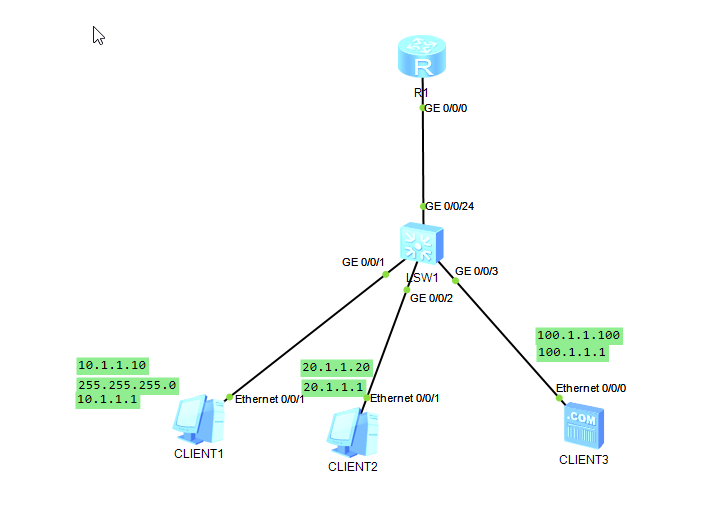 R
R1
GE 0/0/0
GE 0/0/24
LSW1
GE 0/0/1
GE 0/0/3
GE 0/0/2
100.1.1.100
100.1.1.1
10.1.1.10
255.255.255.0
10.1.1.1
20.1.1.20
20.1.1.1
Ethernet 0/0/1
Ethernet 0/0/1
Ethernet 0/0/0
.COM
CLIENT1
CLIENT2
CLIENT3